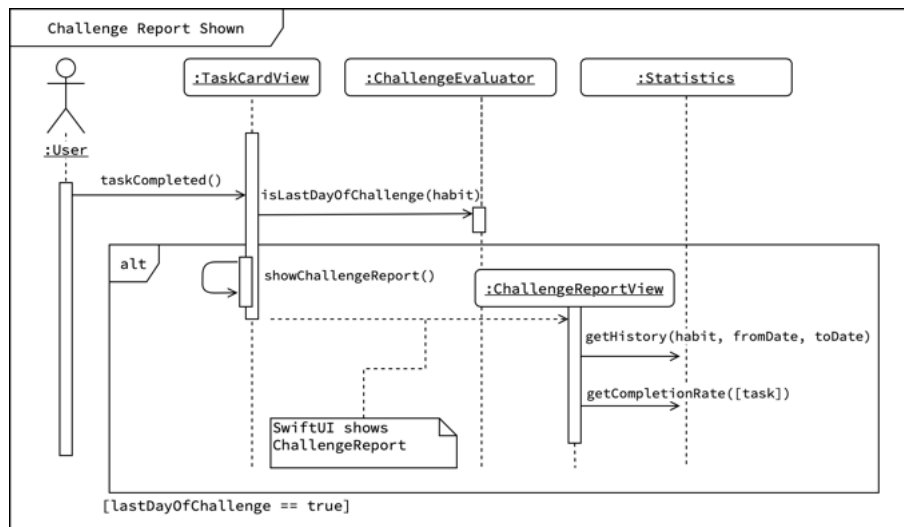 Challenge Report Shown
:TaskCardView
:ChallengeEvaluator
:Statistics
:User
taskCompleted()
isLastDayOfChallenge(habit)
alt
showChallengeReport()
:ChallengeReportView
getHistory(habit, fromDate, toDate)
getCompletionRate([task])
SwiftUI shows
ChallengeReport
[lastDayOfChallenge == true]